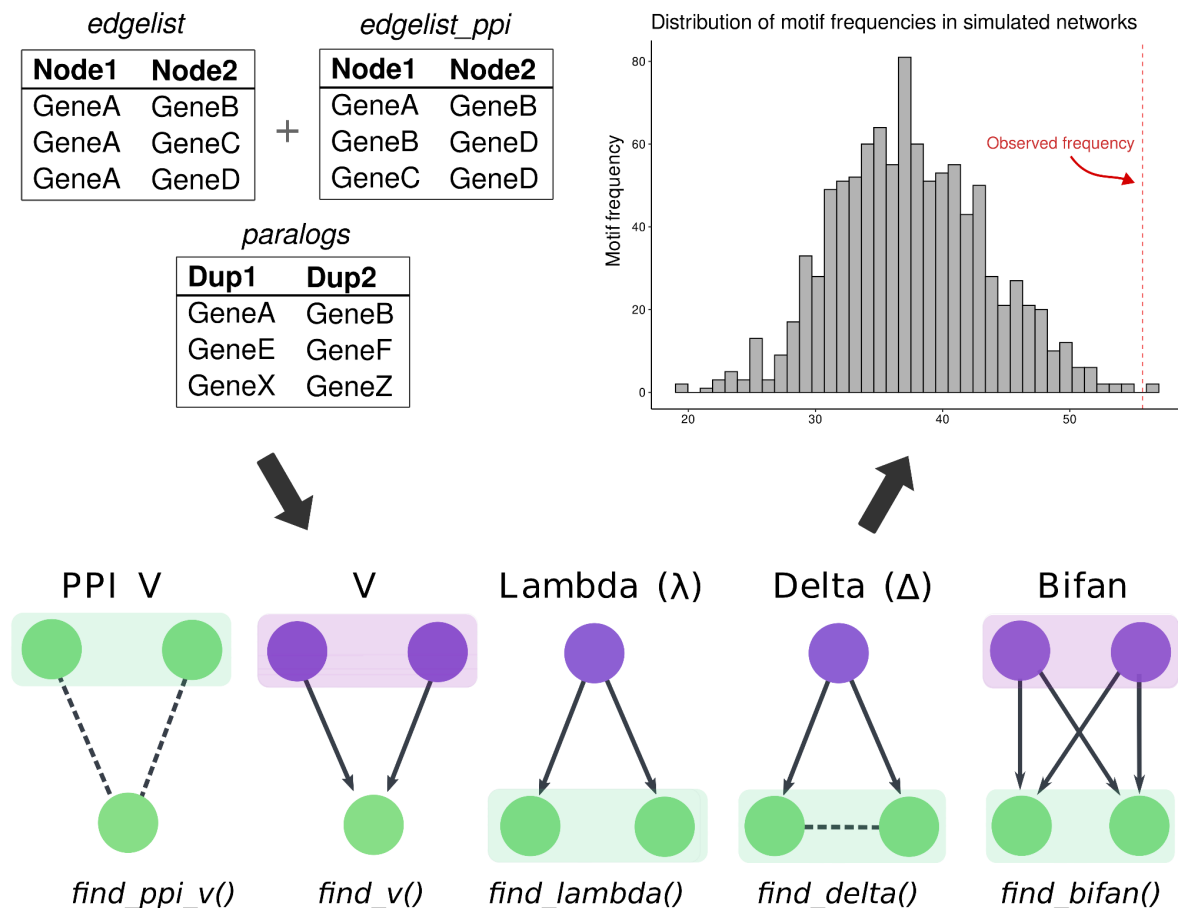 edgelist
Node1 Node2
GeneA GeneB
GeneA GeneC
GeneA GeneD
+
edgelist_ppi
Node1 Node2
GeneA GeneB
GeneB GeneD
GeneC GeneD
paralogs
Dup1 Dup2
GeneA GeneB
GeneE GeneF
GeneX GeneZ
Distribution of motif frequencies in simulated networks
Motif frequency
80
60
40
20
0
20 30 40 50
Observed frequency
PPI V
V
Lambda (λ)
Delta (Δ)
Bifan
find_ppi_v()
find_v()
find_lambda()
find_delta()
find_bifan()